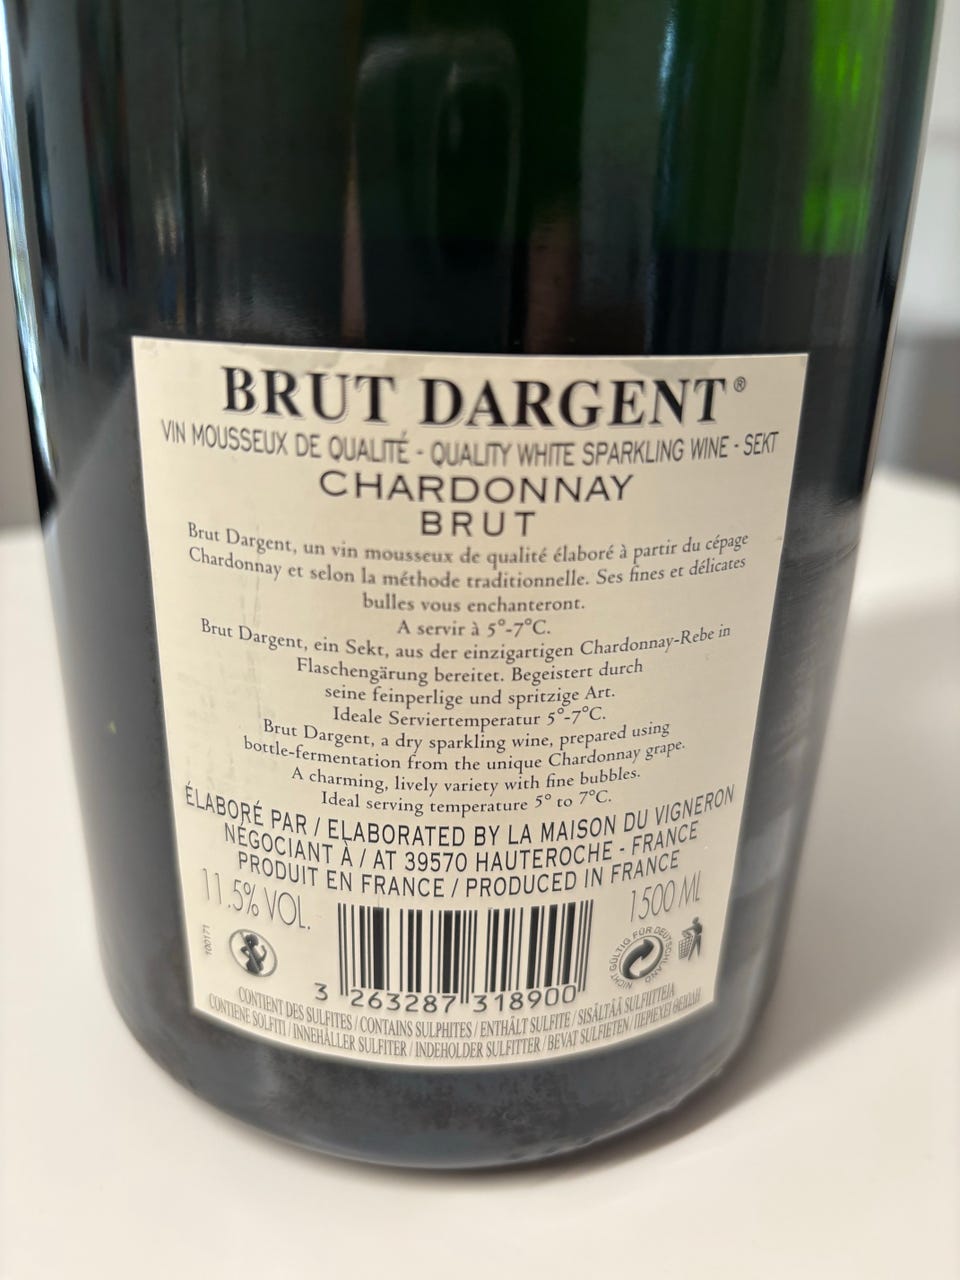 BRUT DARGENT®
VIN MOUSSEUX DE QUALITÉ - QUALITY WHITE SPARKLING WINE - SEKT
CHARDONNAY
BRUT
Brut Dargent, un vin mousseux de qualité élaboré à partir du cépage
Chardonnay et selon la méthode traditionnelle. Ses fines et délicates
bulles vous enchanteront.
A servir à 5°-7°C.
Brut Dargent, ein Sekt, aus der einzigartigen Chardonnay-Rebe in
Flaschengärung bereitet. Begeistert durch
seine feinperlige und spritzige Art.
Ideale Serviertemperatur 5°-7°C.
Brut Dargent, a dry sparkling wine, prepared using
bottle-fermentation from the unique Chardonnay grape.
A charming, lively variety with fine bubbles.
Ideal serving temperature 5° to 7°C.
ÉLABORÉ PAR / ELABORATED BY LA MAISON DU VIGNERON
NÉGOCIANT À / AT 39570 HAUTEROCHE - FRANCE
PRODUIT EN FRANCE / PRODUCED IN FRANCE
11.5% VOL.
1500 ML
100171
NICHT GÜLTIG FÜR DEUTSCHLAND
3 263287 318900
CONTIENT DES SULFITES / CONTAINS SULPHITES / ENTHÄLT SULFITE / SISÄLTÄÄ SULFIITTEJA
CONTIENE SOLFITI / INNEHÅLLER SULFITER / INDEHOLDER SULFITTER / BEVAT SULFIETEN / ΠΕΡΙΕΧΕΙ